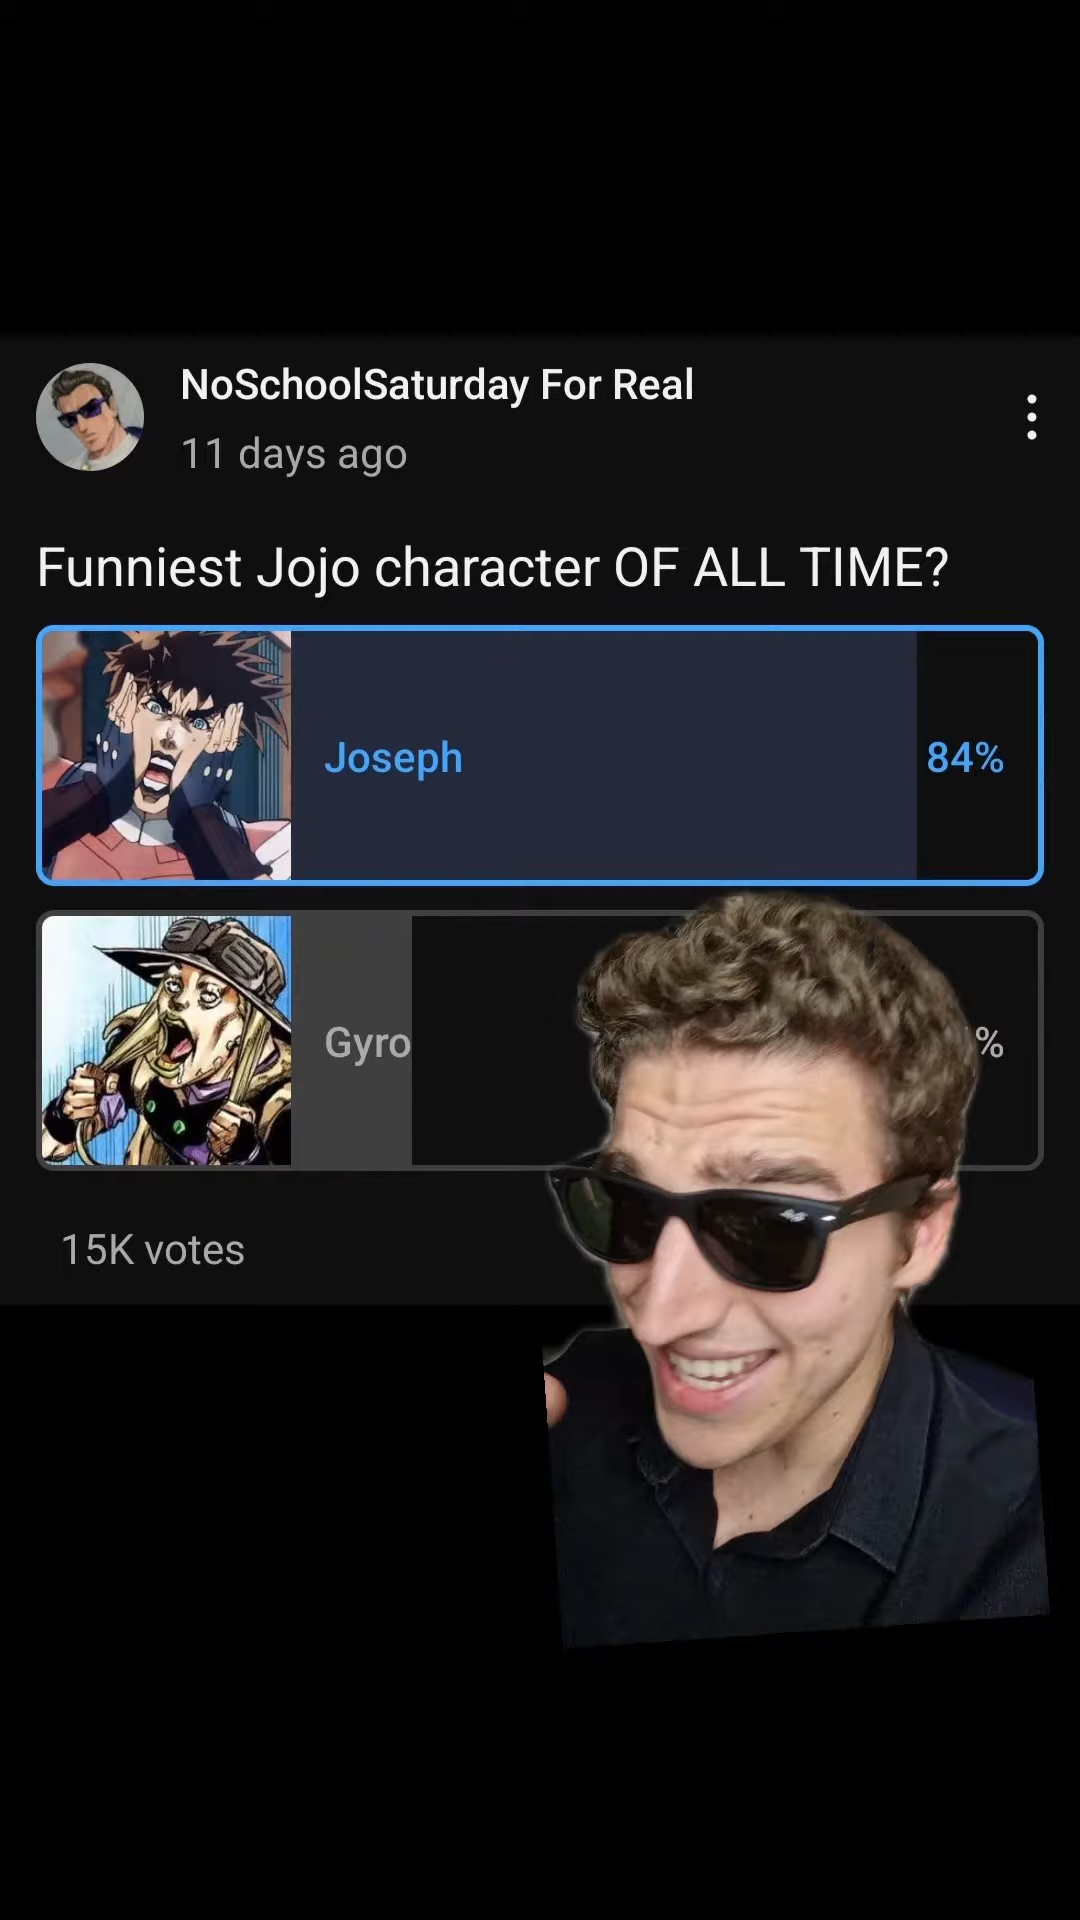 NoSchoolSaturday For Real
11 days ago
Funniest Jojo character OF ALL TIME?
Joseph
84%
Gyro
%
15K votes